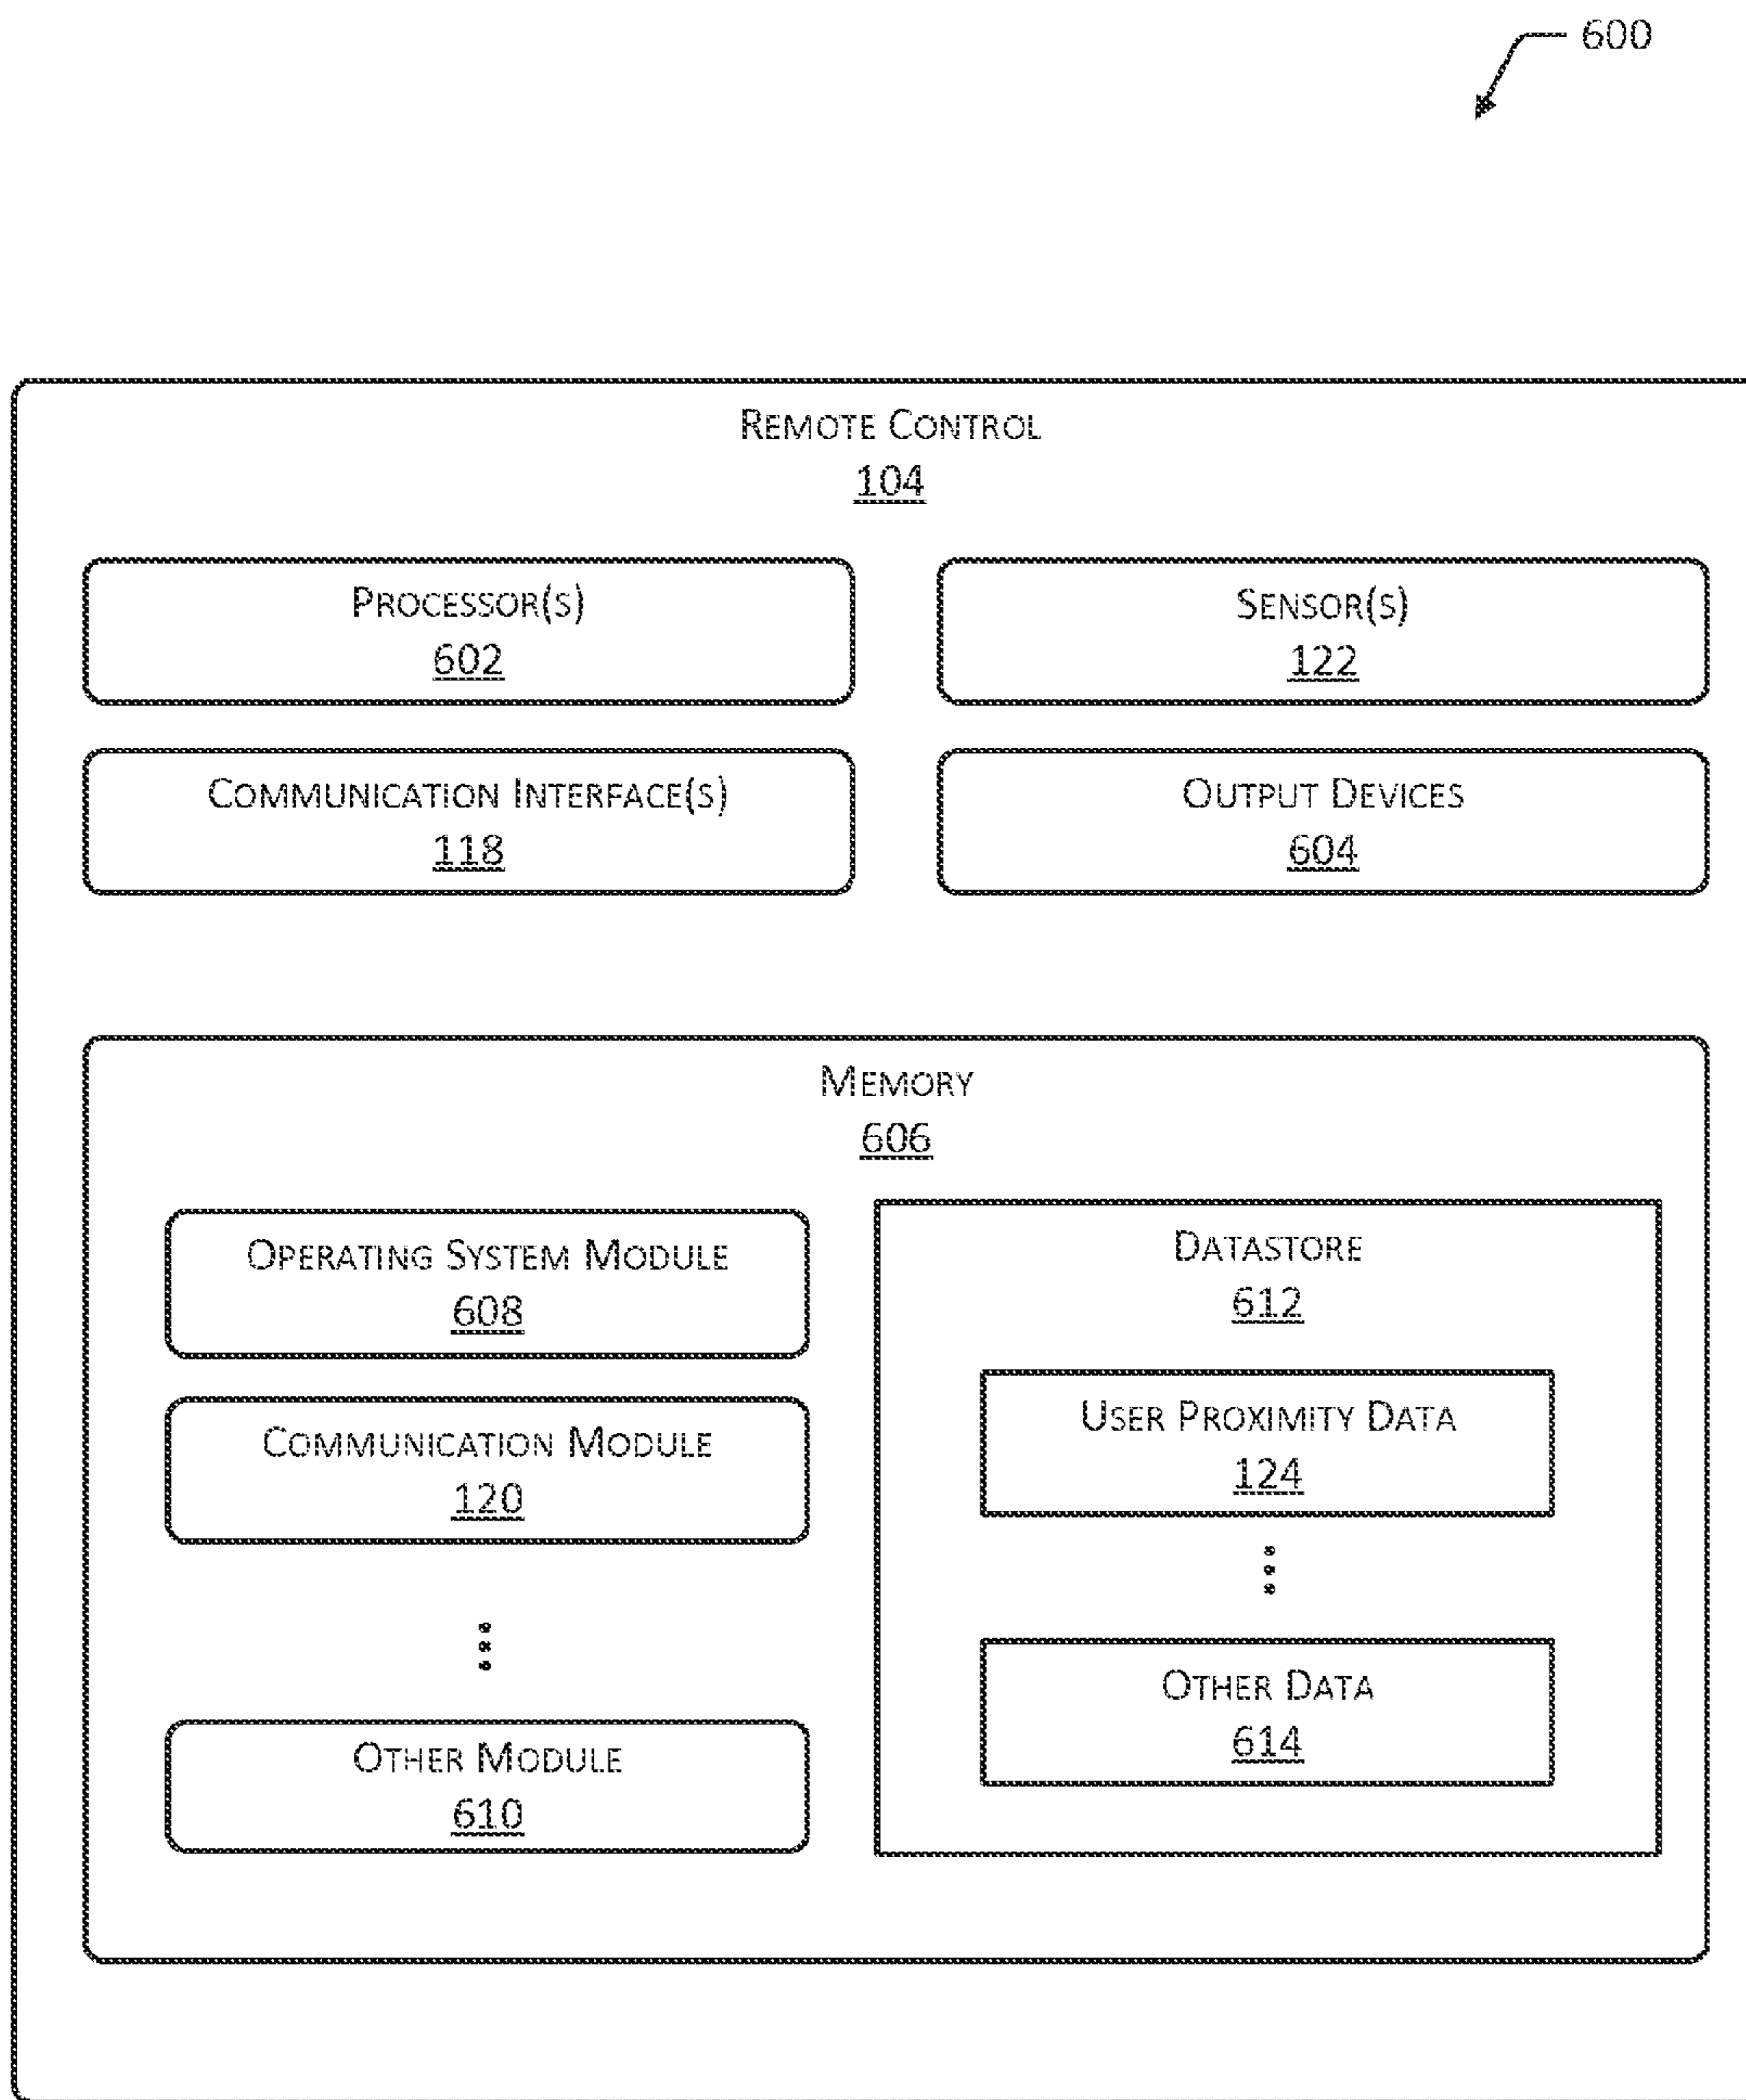 600
REMOTE CONTROL
104
PROCESSOR(S)
602
SENSOR(S)
122
COMMUNICATION INTERFACE(S)
118
OUTPUT DEVICES
604
MEMORY
606
OPERATING SYSTEM MODULE
608
COMMUNICATION MODULE
120
OTHER MODULE
610
DATASTORE
612
USER PROXIMITY DATA
124
OTHER DATA
614